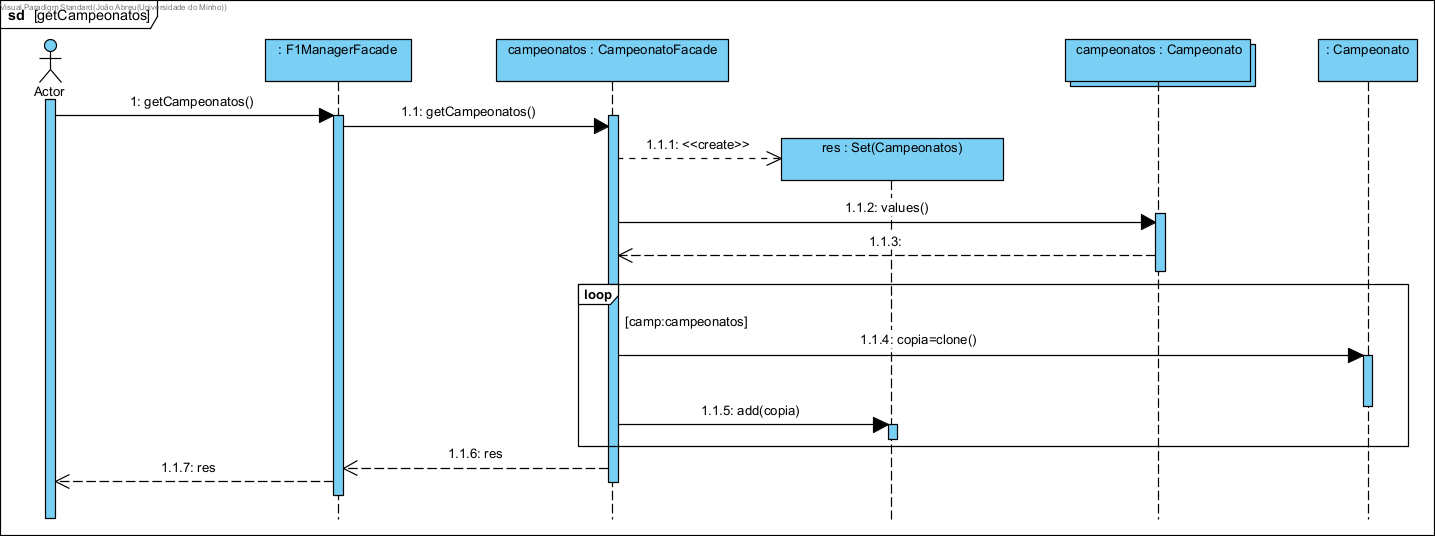 Visual Paradigm Standard(João Abreu(Universidade do Minho))
sd [getCampeonatos]
Actor
: F1ManagerFacade
campeonatos : CampeonatoFacade
campeonatos : Campeonato
: Campeonato
1: getCampeonatos()
1.1: getCampeonatos()
1.1.1: <<create>>
res : Set(Campeonatos)
1.1.2: values()
1.1.3:
loop
[camp:campeonatos]
1.1.4: copia=clone()
1.1.5: add(copia)
1.1.6: res
1.1.7: res